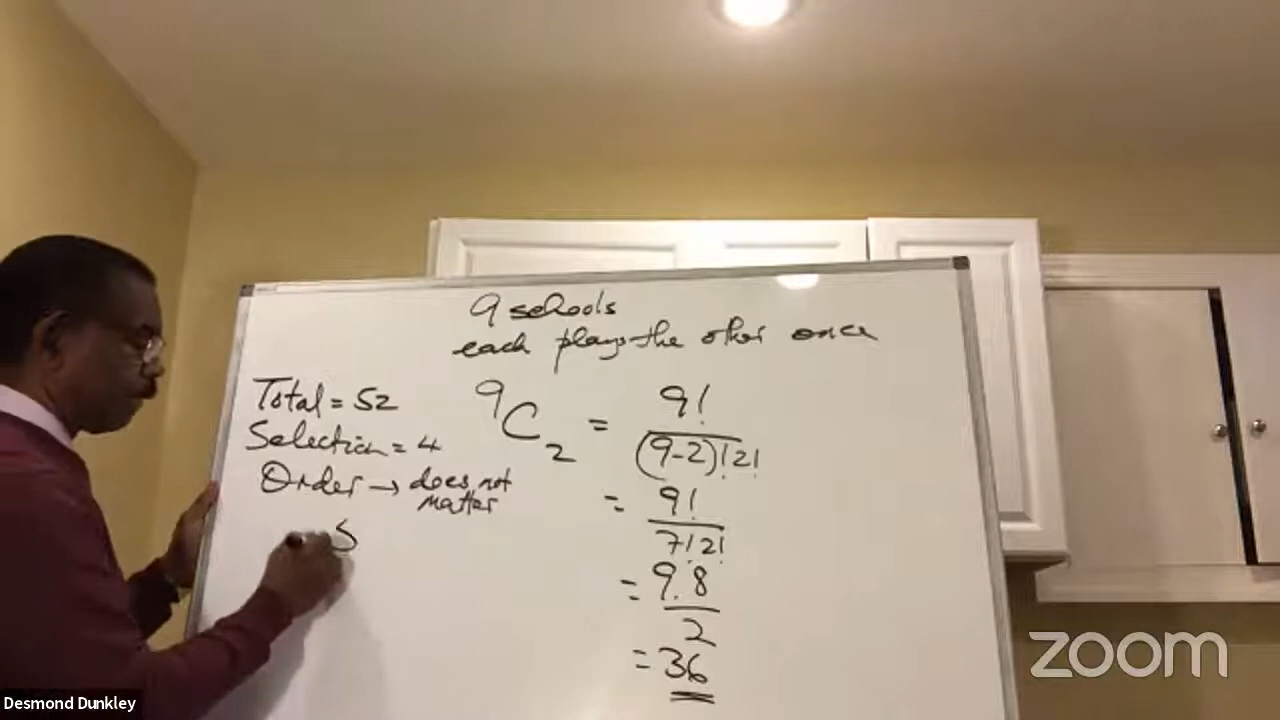 9 schools
each plays the other once
Total = 52
Selection = 4
Order → does not
matter
5
⁹C₂ = 9!
(9-2)!2!
= 9!
7!2!
= 9.8
2
= 36
zoom
Desmond Dunkley